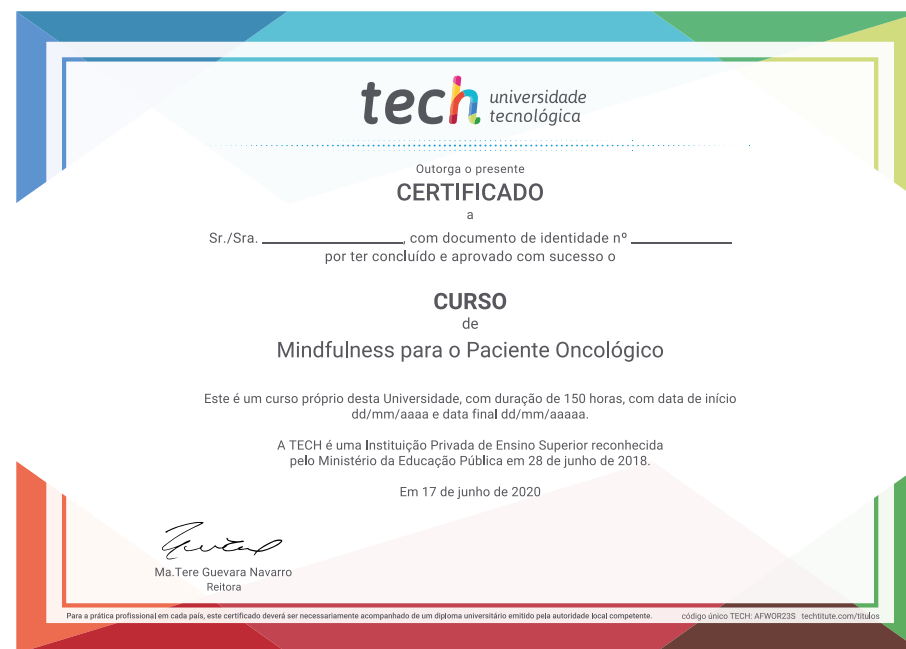 tech universidade
tecnológica
Outorga o presente
CERTIFICADO
a
Sr./Sra. ________________, com documento de identidade nº ____________
por ter concluído e aprovado com sucesso o
CURSO
de
Mindfulness para o Paciente Oncológico
Este é um curso próprio desta Universidade, com duração de 150 horas, com data de início
dd/mm/aaaa e data final dd/mm/aaaaa.
A TECH é uma Instituição Privada de Ensino Superior reconhecida
pelo Ministério da Educação Pública em 28 de junho de 2018.
Em 17 de junho de 2020
Ma.Tere Guevara Navarro
Reitora
Para a prática profissional em cada país, este certificado deverá ser necessariamente acompanhado de um diploma universitário emitido pela autoridade local competente. código único TECH: AFWOR23S techtitute.com/titulos